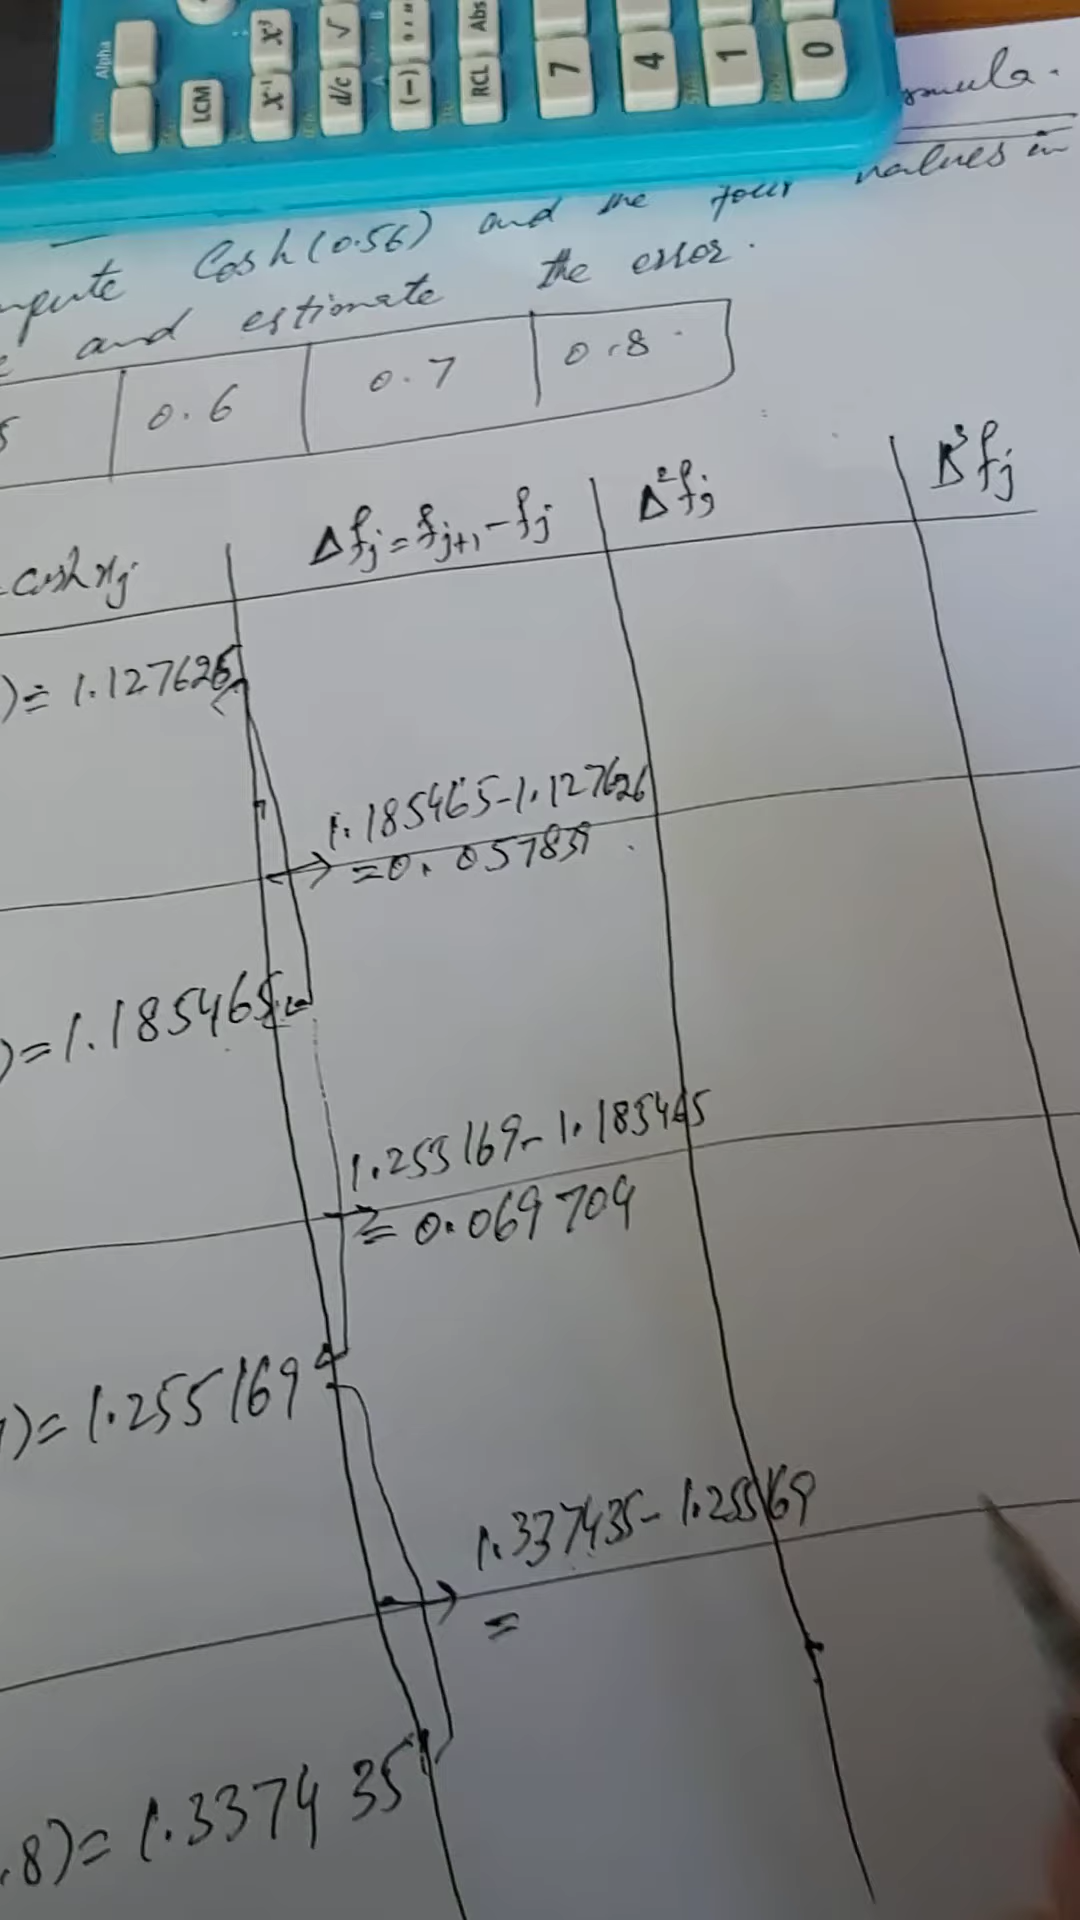 Alpha
LCM
x⁻¹ x³
d/c √
(−)
RCL Abs
7
4
1
0
mula.
mpute Cosh(0.56) and the four values in
and estimate the error.
5 0.6 0.7 0.8
cosh xj Δfj = fj+1 - fj Δ²fj Δ³fj
) = 1.127626
1.185465-1.127626
= 0.057839
) = 1.185465
1.255169-1.185465
= 0.069704
) = 1.255169
1.337435-1.255169
=
.8) = 1.337435